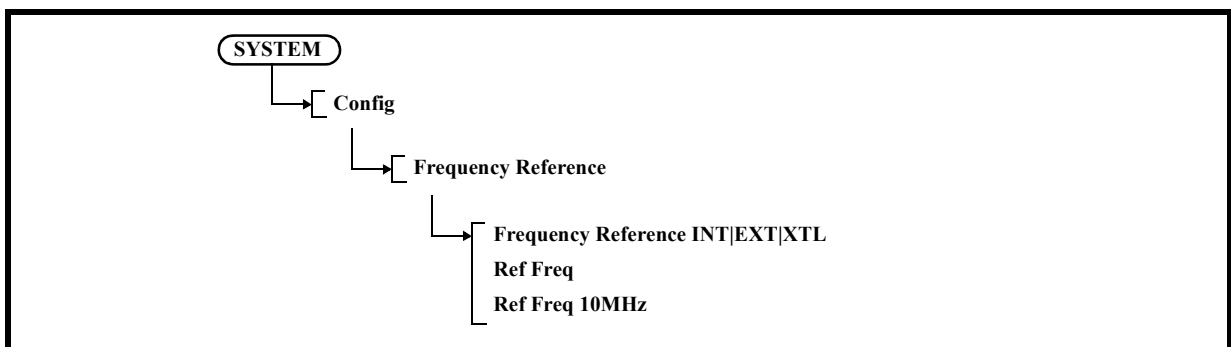 SYSTEM
Config
Frequency Reference
Frequency Reference INT|EXT|XTL
Ref Freq
Ref Freq 10MHz